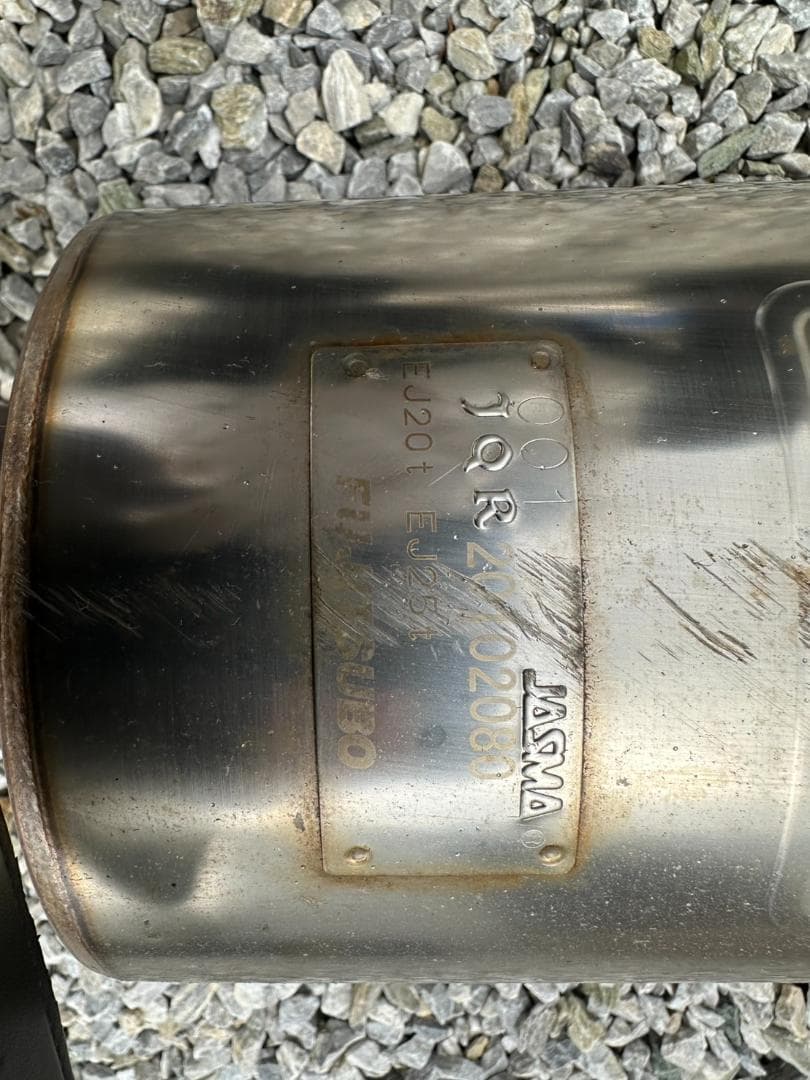 001 JASMA®
JQR 20102080
EJ20t EJ25t
FUJITSUBO